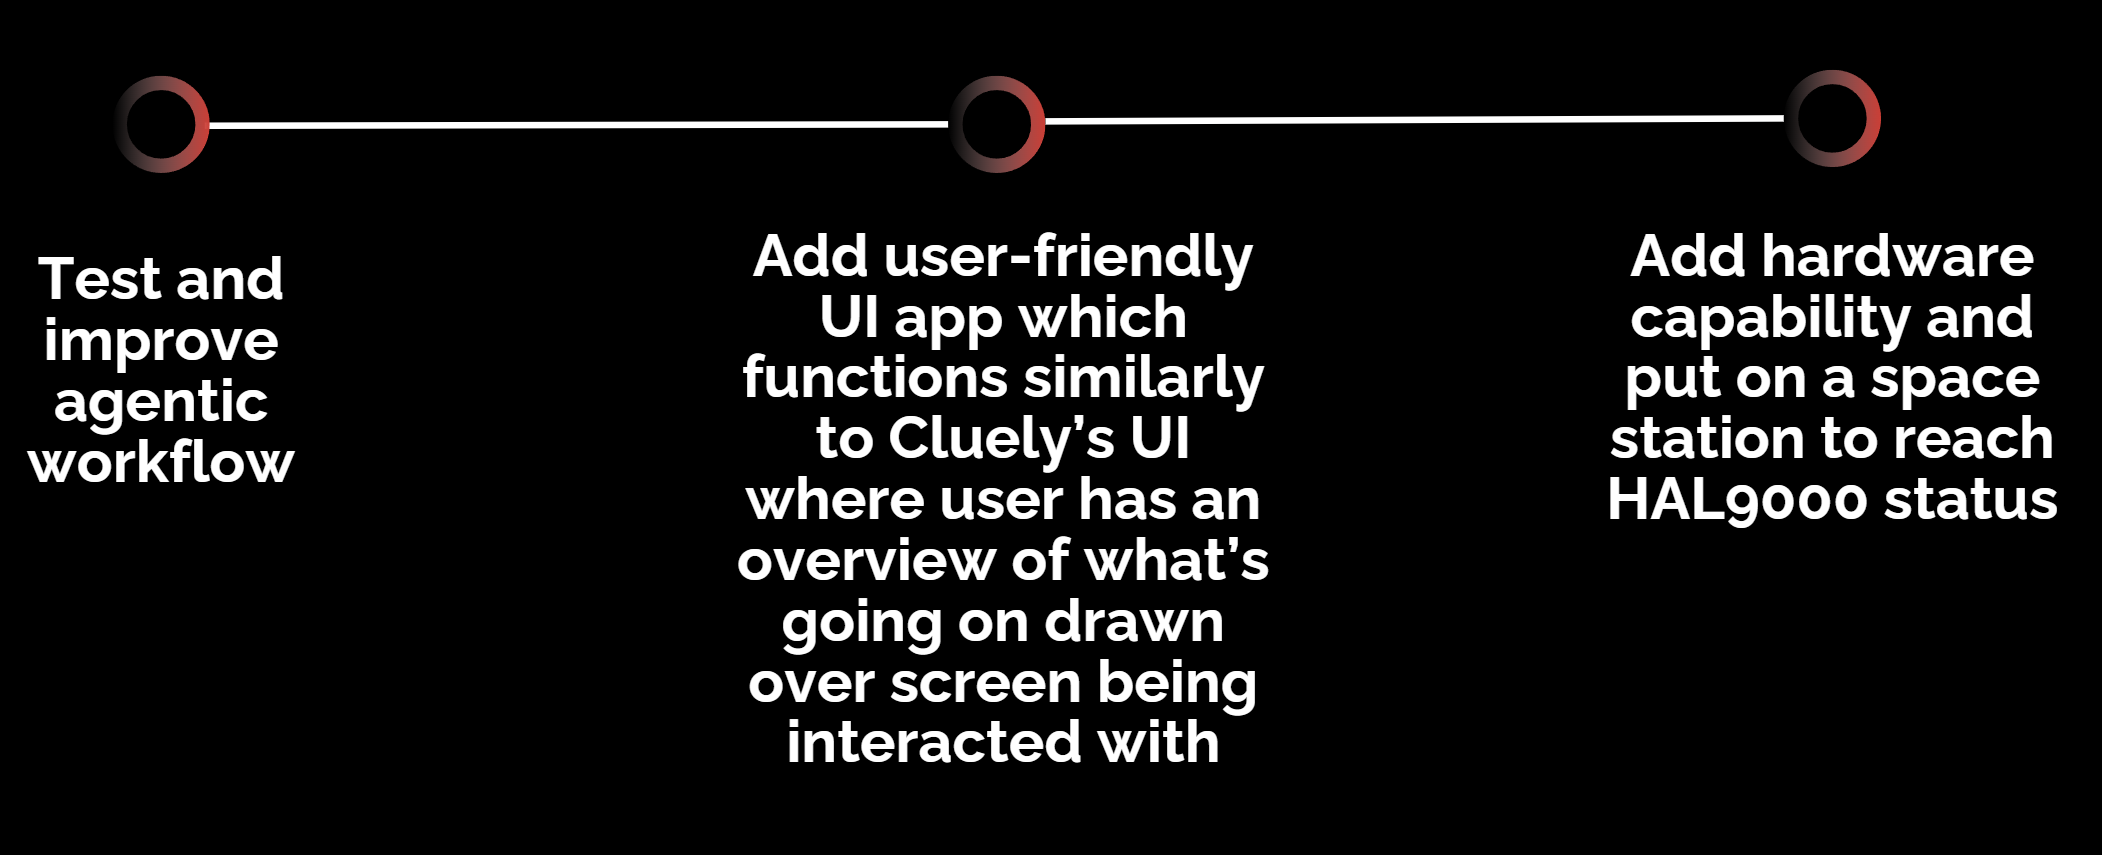 Test and
improve
agentic
workflow
Add user-friendly
UI app which
functions similarly
to Cluely’s UI
where user has an
overview of what’s
going on drawn
over screen being
interacted with
Add hardware
capability and
put on a space
station to reach
HAL9000 status